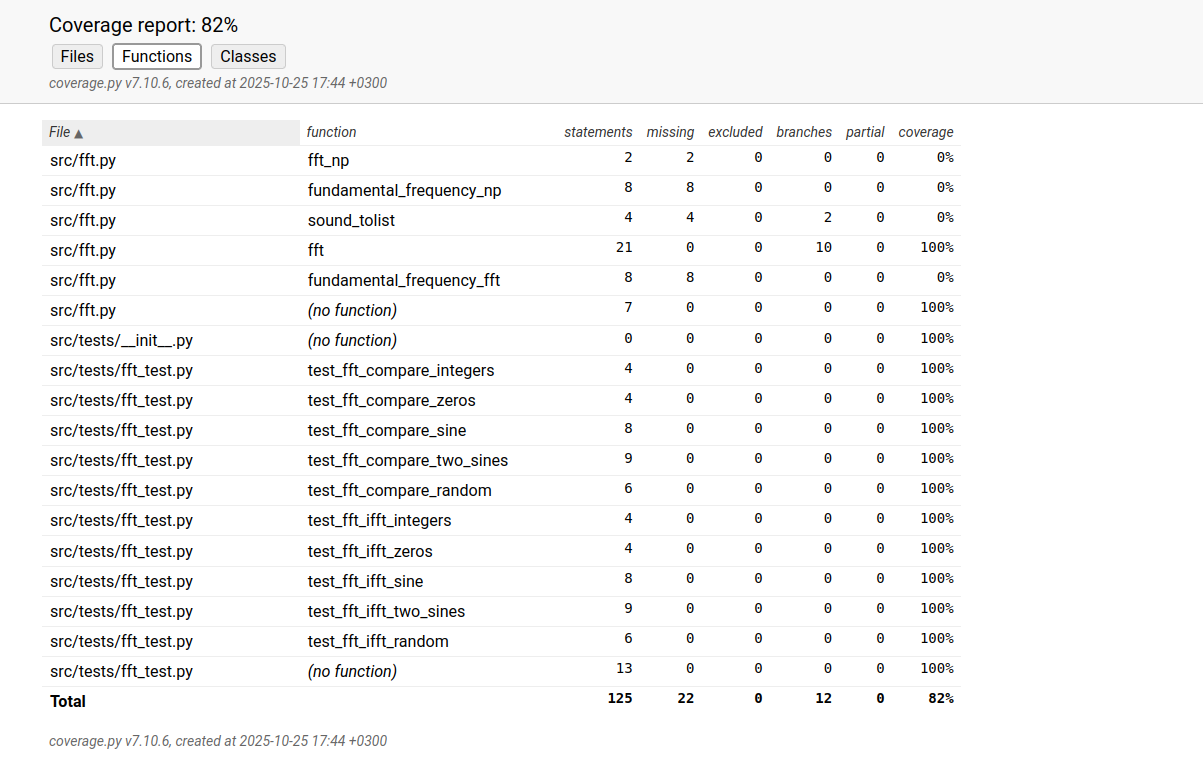 Coverage report: 82%
Files Functions Classes
coverage.py v7.10.6, created at 2025-10-25 17:44 +0300
File ▲ function statements missing excluded branches partial coverage
src/fft.py fft_np 2 2 0 0 0 0%
src/fft.py fundamental_frequency_np 8 8 0 0 0 0%
src/fft.py sound_tolist 4 4 0 2 0 0%
src/fft.py fft 21 0 0 10 0 100%
src/fft.py fundamental_frequency_fft 8 8 0 0 0 0%
src/fft.py (no function) 7 0 0 0 0 100%
src/tests/__init__.py (no function) 0 0 0 0 0 100%
src/tests/fft_test.py test_fft_compare_integers 4 0 0 0 0 100%
src/tests/fft_test.py test_fft_compare_zeros 4 0 0 0 0 100%
src/tests/fft_test.py test_fft_compare_sine 8 0 0 0 0 100%
src/tests/fft_test.py test_fft_compare_two_sines 9 0 0 0 0 100%
src/tests/fft_test.py test_fft_compare_random 6 0 0 0 0 100%
src/tests/fft_test.py test_fft_ifft_integers 4 0 0 0 0 100%
src/tests/fft_test.py test_fft_ifft_zeros 4 0 0 0 0 100%
src/tests/fft_test.py test_fft_ifft_sine 8 0 0 0 0 100%
src/tests/fft_test.py test_fft_ifft_two_sines 9 0 0 0 0 100%
src/tests/fft_test.py test_fft_ifft_random 6 0 0 0 0 100%
src/tests/fft_test.py (no function) 13 0 0 0 0 100%
Total 125 22 0 12 0 82%
coverage.py v7.10.6, created at 2025-10-25 17:44 +0300